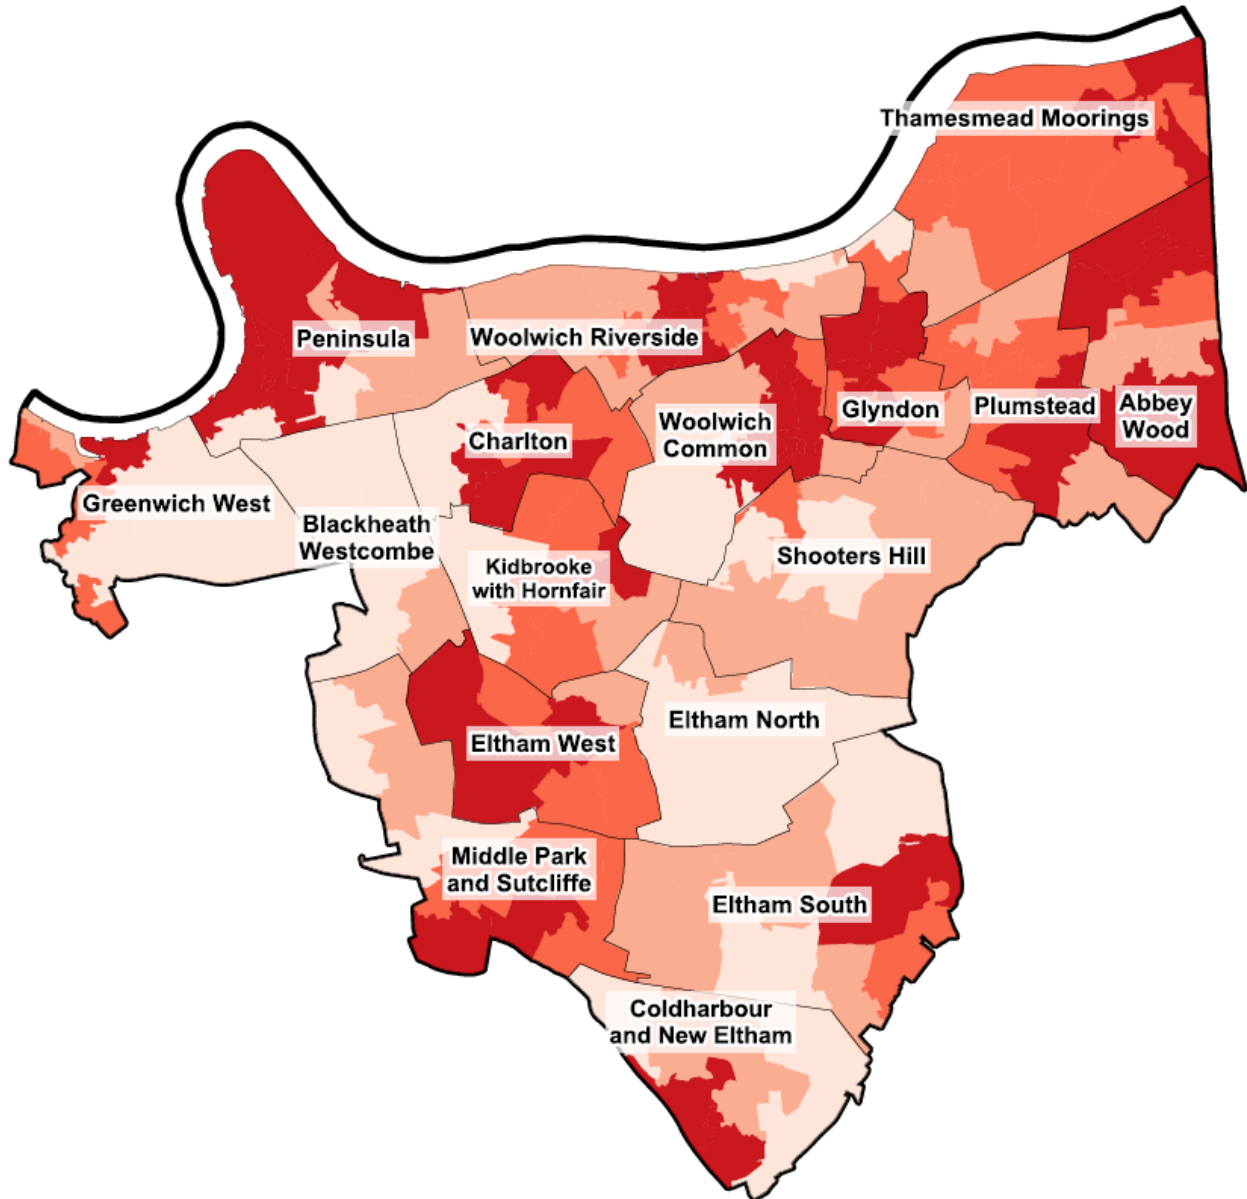 Thamesmead Moorings
Peninsula
Woolwich Riverside
Woolwich
Common
Glyndon
Plumstead
Abbey
Wood
Charlton
Greenwich West
Blackheath
Westcombe
Kidbrooke
with Hornfair
Shooters Hill
Eltham North
Eltham West
Middle Park
and Sutcliffe
Eltham South
Coldharbour
and New Eltham